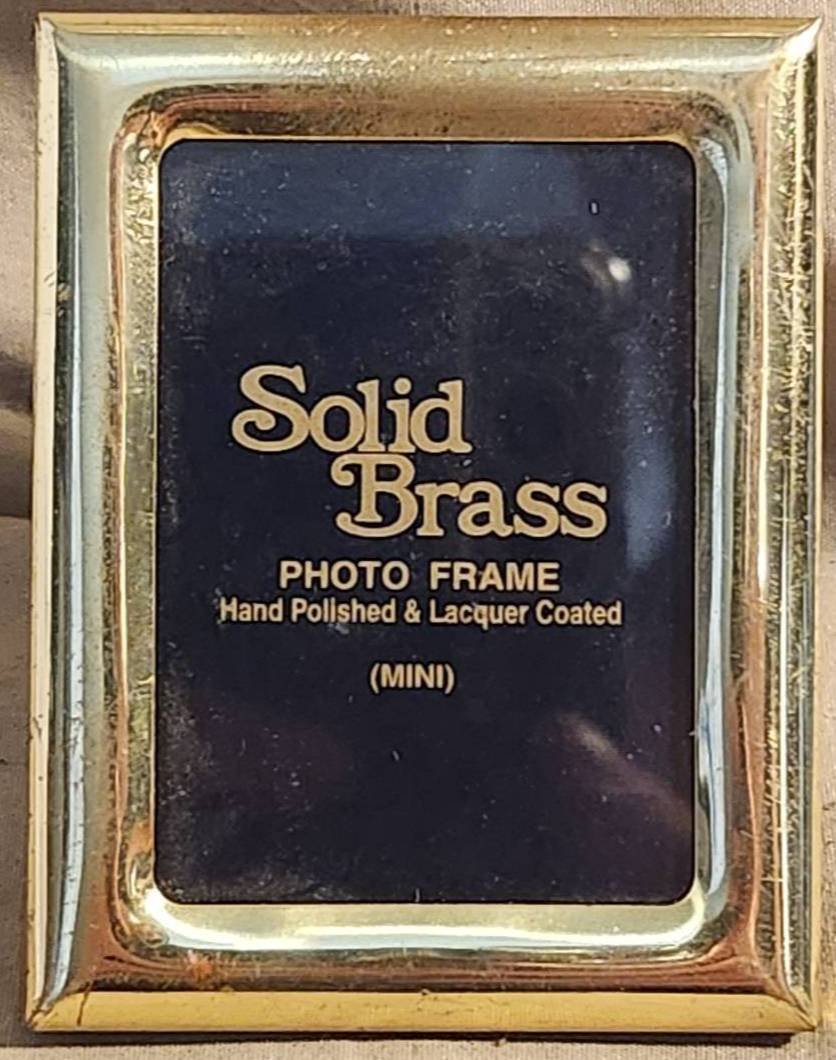 Solid
Brass
PHOTO FRAME
Hand Polished & Lacquer Coated
(MINI)